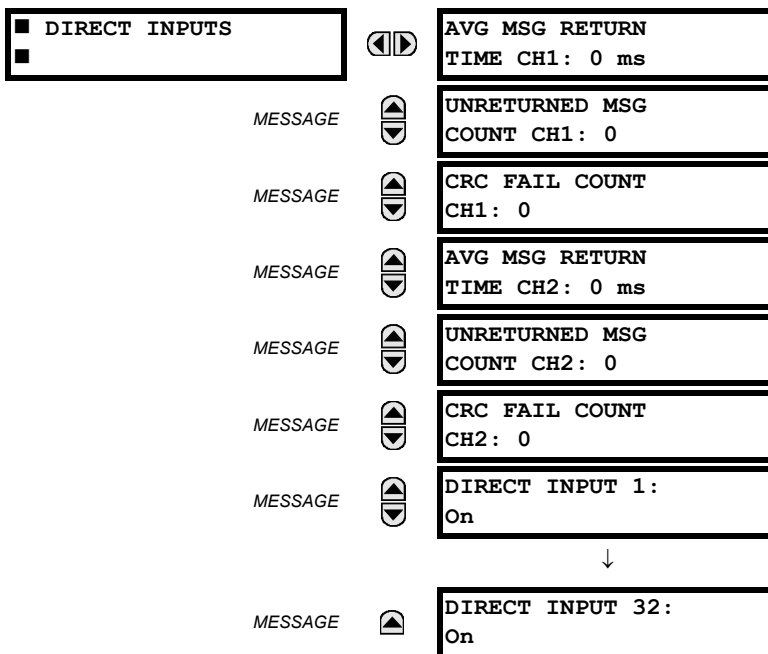 ■ DIRECT INPUTS
■
AVG MSG RETURN
TIME CH1: 0 ms
MESSAGE
UNRETURNED MSG
COUNT CH1: 0
MESSAGE
CRC FAIL COUNT
CH1: 0
MESSAGE
AVG MSG RETURN
TIME CH2: 0 ms
MESSAGE
UNRETURNED MSG
COUNT CH2: 0
MESSAGE
CRC FAIL COUNT
CH2: 0
MESSAGE
DIRECT INPUT 1:
On
↓
MESSAGE
DIRECT INPUT 32:
On